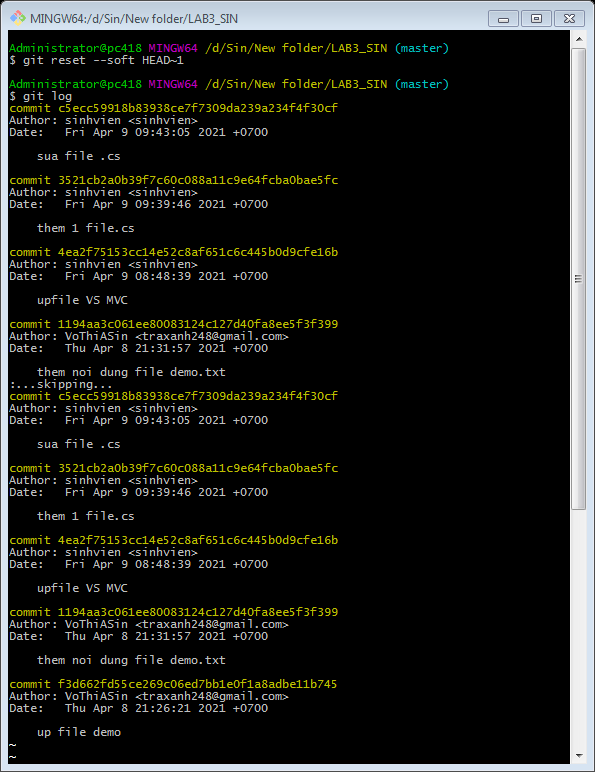 MINGW64:/d/Sin/New folder/LAB3_SIN
Administrator@pc418 MINGW64 /d/Sin/New folder/LAB3_SIN (master)
$ git reset --soft HEAD~1
Administrator@pc418 MINGW64 /d/Sin/New folder/LAB3_SIN (master)
$ git log
commit c5ecc59918b83938ce7f7309da239a234f4f30cf
Author: sinhvien <sinhvien>
Date:   Fri Apr 9 09:43:05 2021 +0700
    sua file .cs
commit 3521cb2a0b39f7c60c088a11c9e64fcba0bae5fc
Author: sinhvien <sinhvien>
Date:   Fri Apr 9 09:39:46 2021 +0700
    them 1 file.cs
commit 4ea2f75153cc14e52c8af651c6c445b0d9cfe16b
Author: sinhvien <sinhvien>
Date:   Fri Apr 9 08:48:39 2021 +0700
    upfile VS MVC
commit 1194aa3c061ee80083124c127d40fa8ee5f3f399
Author: VoThiASin <traxanh248@gmail.com>
Date:   Thu Apr 8 21:31:57 2021 +0700
    them noi dung file demo.txt
:...skipping...
commit c5ecc59918b83938ce7f7309da239a234f4f30cf
Author: sinhvien <sinhvien>
Date:   Fri Apr 9 09:43:05 2021 +0700
    sua file .cs
commit 3521cb2a0b39f7c60c088a11c9e64fcba0bae5fc
Author: sinhvien <sinhvien>
Date:   Fri Apr 9 09:39:46 2021 +0700
    them 1 file.cs
commit 4ea2f75153cc14e52c8af651c6c445b0d9cfe16b
Author: sinhvien <sinhvien>
Date:   Fri Apr 9 08:48:39 2021 +0700
    upfile VS MVC
commit 1194aa3c061ee80083124c127d40fa8ee5f3f399
Author: VoThiASin <traxanh248@gmail.com>
Date:   Thu Apr 8 21:31:57 2021 +0700
    them noi dung file demo.txt
commit f3d662fd55ce269c06ed7bb1e0f1a8adbe11b745
Author: VoThiASin <traxanh248@gmail.com>
Date:   Thu Apr 8 21:26:21 2021 +0700
    up file demo
~
~